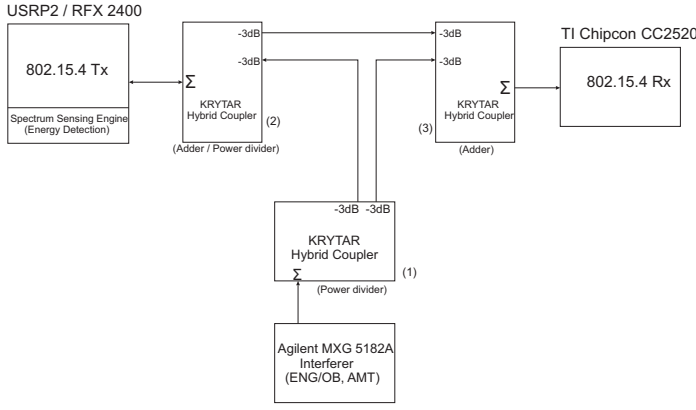 USRP2 / RFX 2400
802.15.4 Tx
Spectrum Sensing Engine
(Energy Detection)
-3dB
-3dB
Σ
KRYTAR
Hybrid Coupler
(2)
(Adder / Power divider)
-3dB
-3dB
Σ
KRYTAR
Hybrid Coupler
(3)
(Adder)
TI Chipcon CC2520
802.15.4 Rx
-3dB -3dB
KRYTAR
Hybrid Coupler
Σ
(1)
(Power divider)
Agilent MXG 5182A
Interferer
(ENG/OB, AMT)